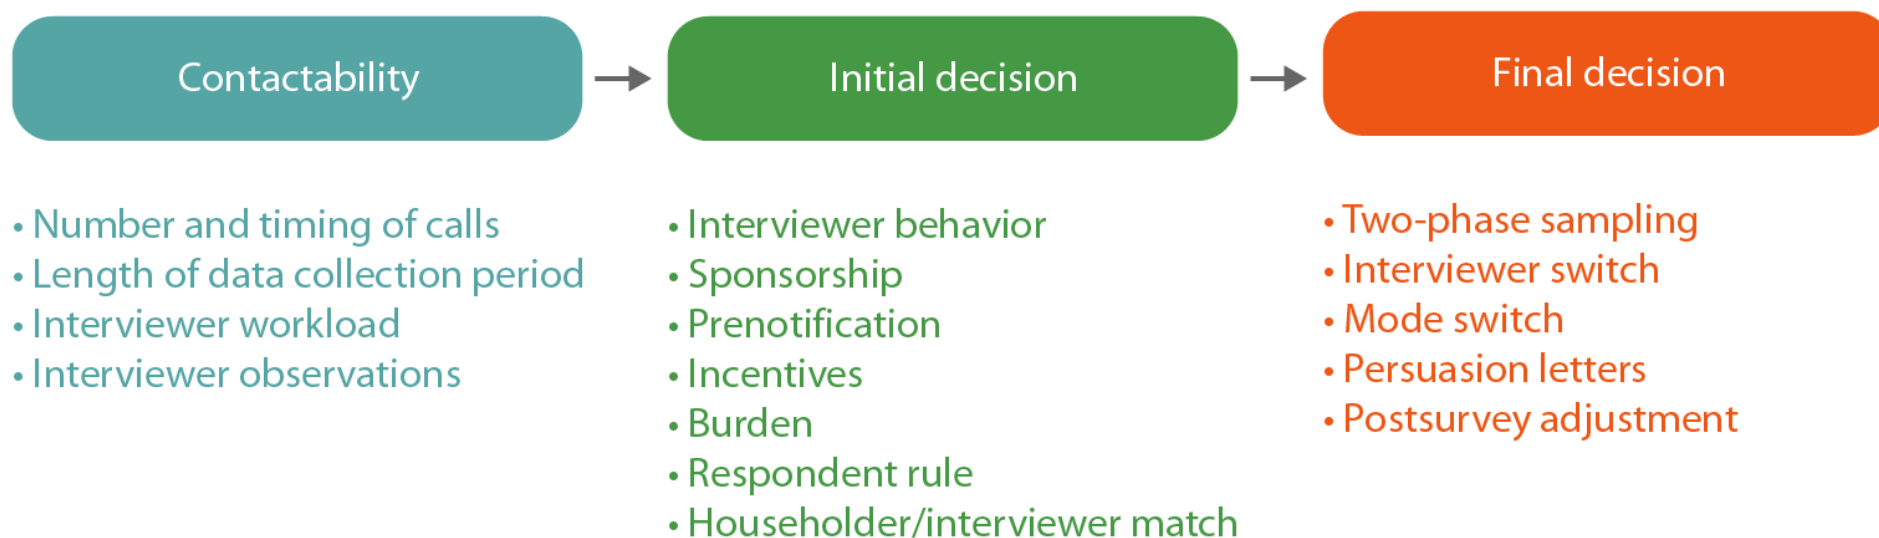 Contactability
• Number and timing of calls
• Length of data collection period
• Interviewer workload
• Interviewer observations
Initial decision
• Interviewer behavior
• Sponsorship
• Prenotification
• Incentives
• Burden
• Respondent rule
• Householder/interviewer match
Final decision
• Two-phase sampling
• Interviewer switch
• Mode switch
• Persuasion letters
• Postsurvey adjustment